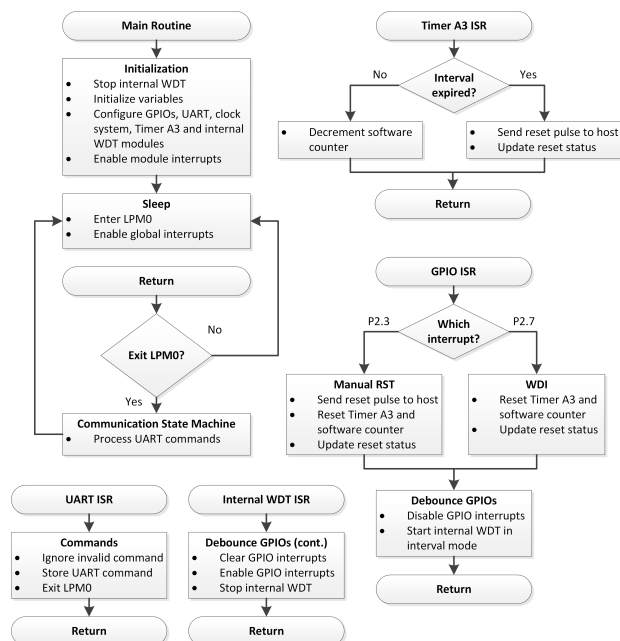 Main Routine
Initialization
• Stop internal WDT
• Initialize variables
• Configure GPIOs, UART, clock
system, Timer A3 and internal
WDT modules
• Enable module interrupts
Sleep
• Enter LPM0
• Enable global interrupts
Return
Exit LPM0?
No
Yes
Communication State Machine
• Process UART commands
Timer A3 ISR
No
Interval
expired?
Yes
• Decrement software
counter
• Send reset pulse to host
• Update reset status
Return
GPIO ISR
P2.3
Which
interrupt?
P2.7
Manual RST
• Send reset pulse to host
• Reset Timer A3 and
software counter
• Update reset status
WDI
• Reset Timer A3 and
software counter
• Update reset status
Debounce GPIOs
• Disable GPIO interrupts
• Start internal WDT in
interval mode
Return
UART ISR
Commands
• Ignore invalid command
• Store UART command
• Exit LPM0
Return
Internal WDT ISR
Debounce GPIOs (cont.)
• Clear GPIO interrupts
• Enable GPIO interrupts
• Stop internal WDT
Return